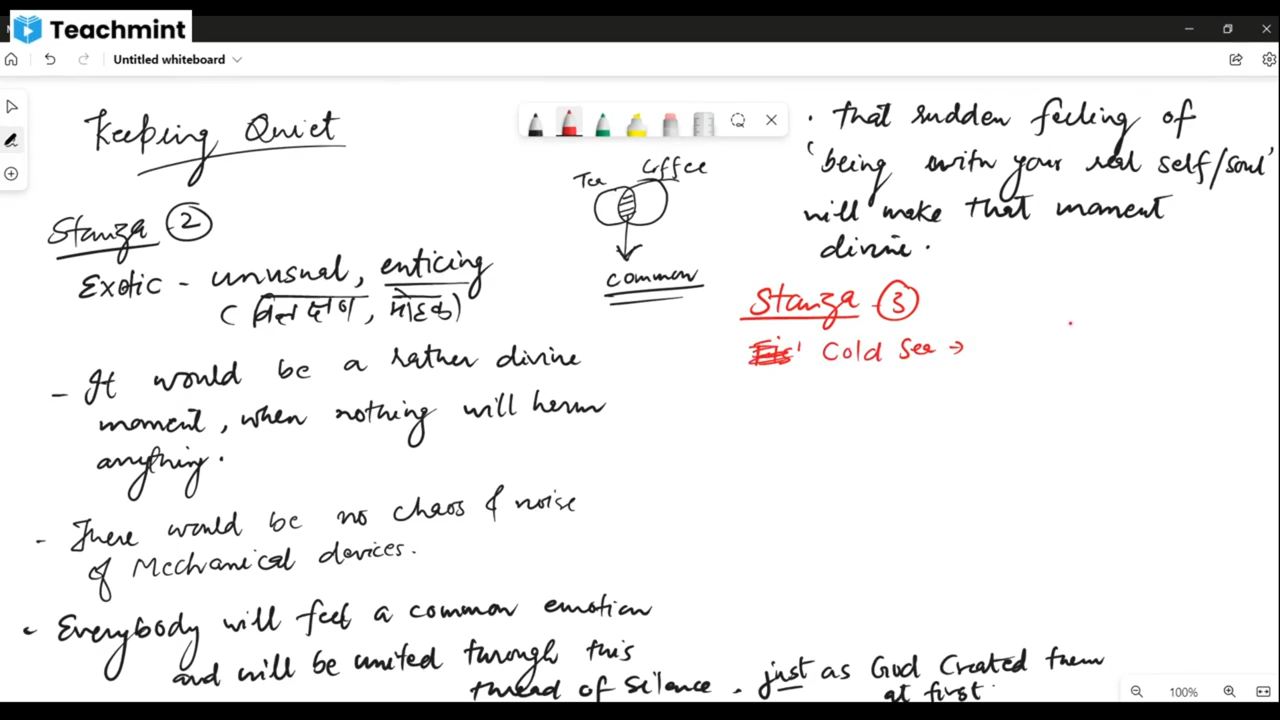 Teachmint
Untitled whiteboard
Keeping Quiet
Stanza 2
Exotic - unusual, enticing
(विलक्षण, मोहक)
- It would be a rather divine
moment, when nothing will harm
anything.
- There would be no chaos & noise
of Mechanical devices.
Everybody will feel a common emotion
and will be united through this
thread of silence. just as God Created them
at first.
Tea Coffee
common
. that sudden feeling of
'being with your real self/soul'
will make that moment
divine.
Stanza - 3
Cold Sea →
100%